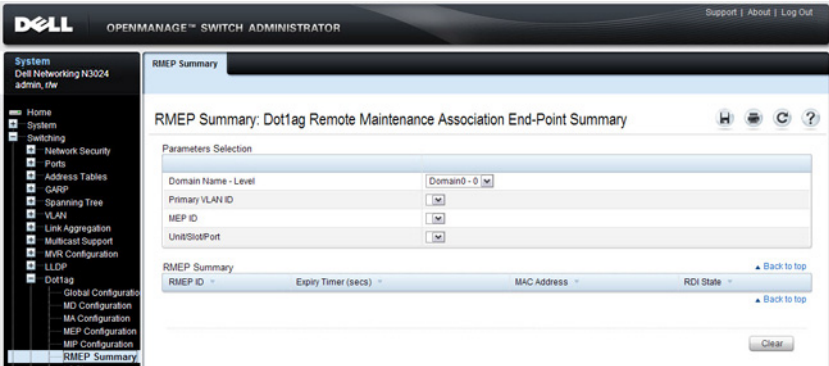 Support | About | Log Out
DELL OPENMANAGE™ SWITCH ADMINISTRATOR
System
Dell Networking N3024
admin, r/w
RMEP Summary
Home
System
Switching
Network Security
Ports
Address Tables
GARP
Spanning Tree
VLAN
Link Aggregation
Multicast Support
MVR Configuration
LLDP
Dot1ag
Global Configuratio
MD Configuration
MA Configuration
MEP Configuration
MIP Configuration
RMEP Summary
RMEP Summary: Dot1ag Remote Maintenance Association End-Point Summary
?
Parameters Selection
Domain Name - Level Domain0 - 0
Primary VLAN ID
MEP ID
Unit/Slot/Port
RMEP Summary Back to top
RMEP ID Expiry Timer (secs) MAC Address RDI State
Back to top
Clear